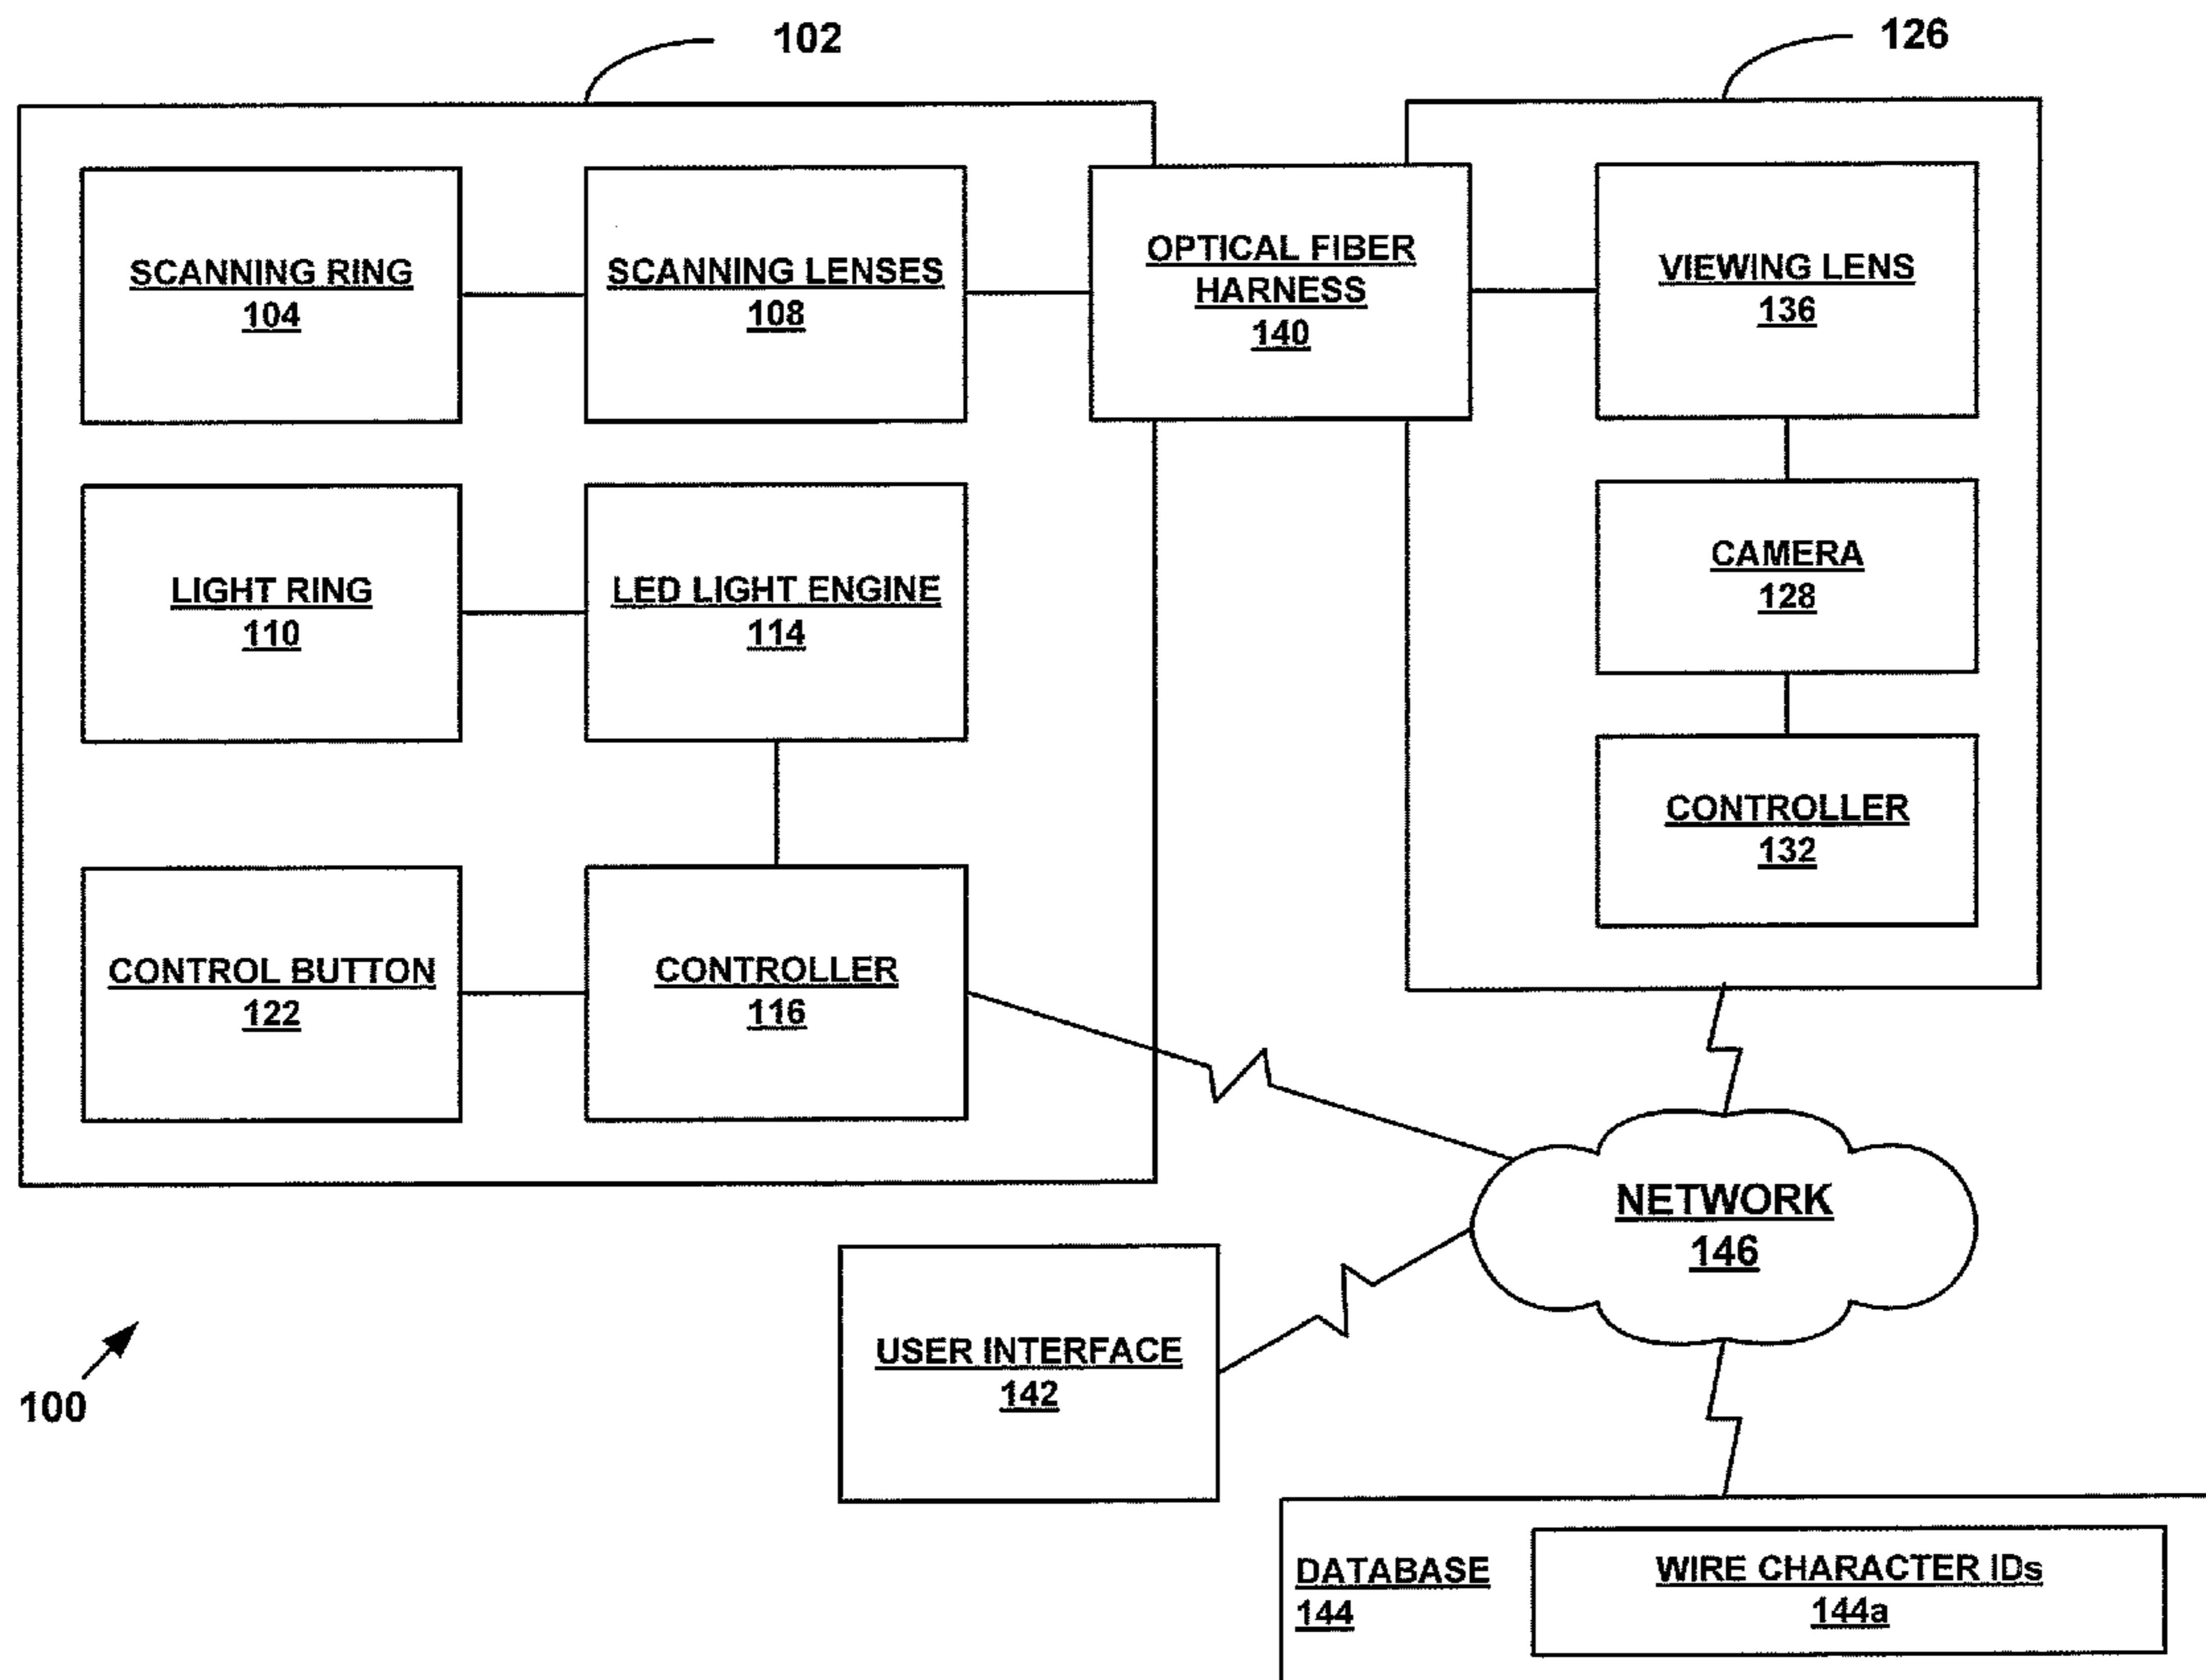 102
126
SCANNING RING
104
SCANNING LENSES
108
OPTICAL FIBER
HARNESS
140
VIEWING LENS
136
LIGHT RING
110
LED LIGHT ENGINE
114
CAMERA
128
CONTROLLER
132
CONTROL BUTTON
122
CONTROLLER
116
NETWORK
146
USER INTERFACE
142
100
DATABASE
144
WIRE CHARACTER IDs
144a